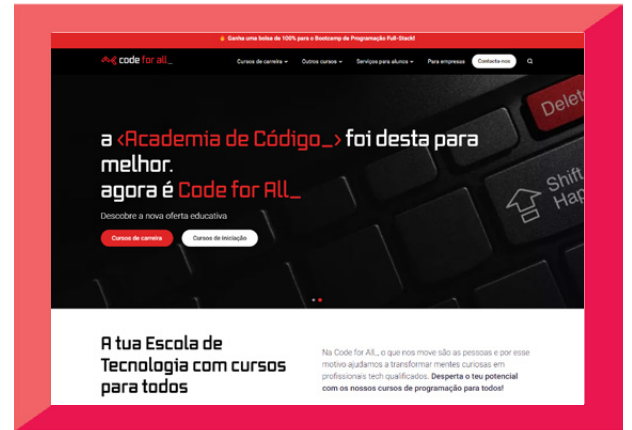 Ganha uma bolsa de 100% para o Bootcamp de Programação Full-Stack!
code for all_
Cursos de carreira
Outros cursos
Serviços para alunos
Para empresas
Contacta-nos
a <Academia de Código_> foi desta para
melhor.
agora é Code for All_
Descobre a nova oferta educativa
Cursos de carreira
Cursos de iniciação
Delet
Shift
Hap
A tua Escola de
Tecnologia com cursos
para todos
Na Code for All_, o que nos move são as pessoas e por esse
motivo ajudamos a transformar mentes curiosas em
profissionais tech qualificados. Desperta o teu potencial
com os nossos cursos de programação para todos!